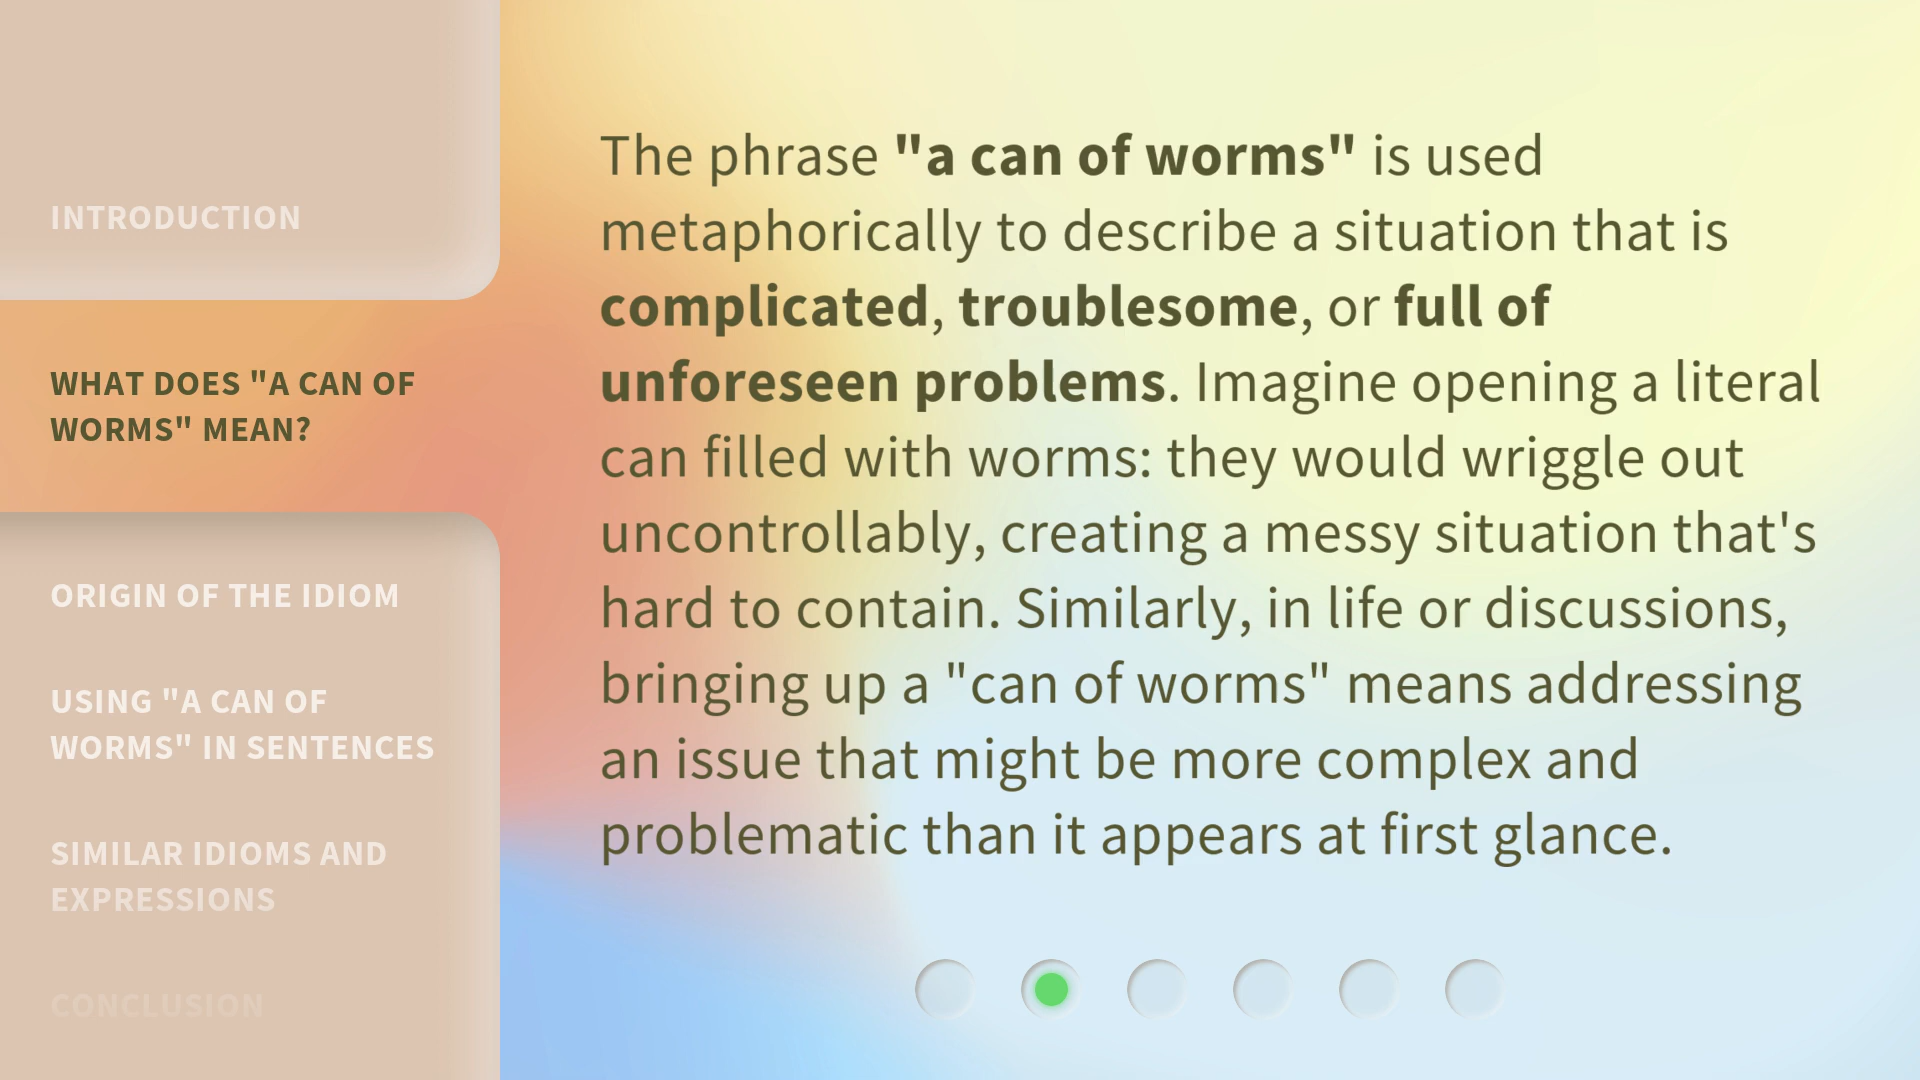 INTRODUCTION
WHAT DOES "A CAN OF
WORMS" MEAN?
ORIGIN OF THE IDIOM
USING "A CAN OF
WORMS" IN SENTENCES
SIMILAR IDIOMS AND
EXPRESSIONS
CONCLUSION
The phrase "a can of worms" is used
metaphorically to describe a situation that is
complicated, troublesome, or full of
unforeseen problems. Imagine opening a literal
can filled with worms: they would wriggle out
uncontrollably, creating a messy situation that's
hard to contain. Similarly, in life or discussions,
bringing up a "can of worms" means addressing
an issue that might be more complex and
problematic than it appears at first glance.